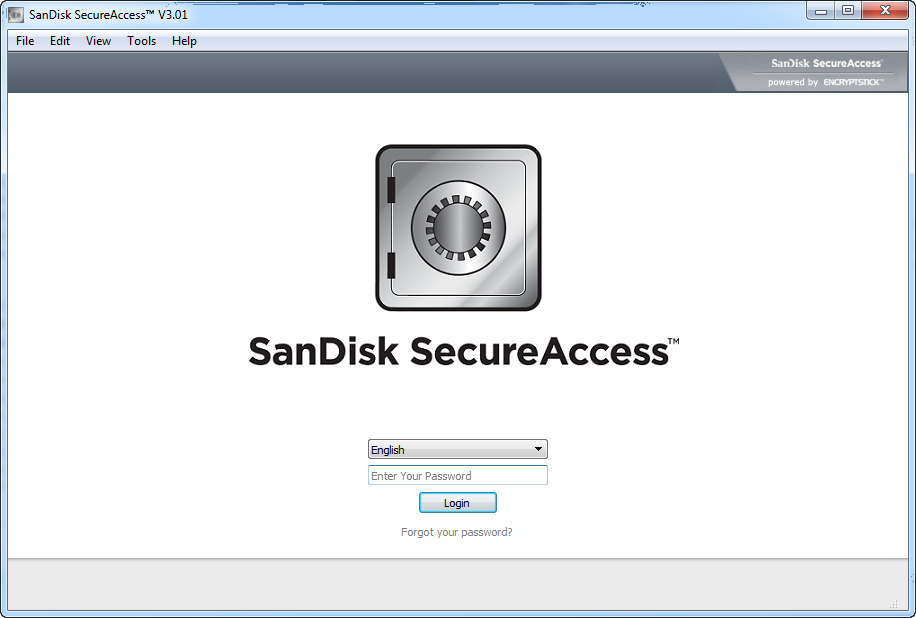 SanDisk SecureAccess™ V3.01
File Edit View Tools Help
SanDisk SecureAccess™
powered by ENCRYPTSTICK™
SanDisk SecureAccess™
English
Enter Your Password
Login
Forgot your password?